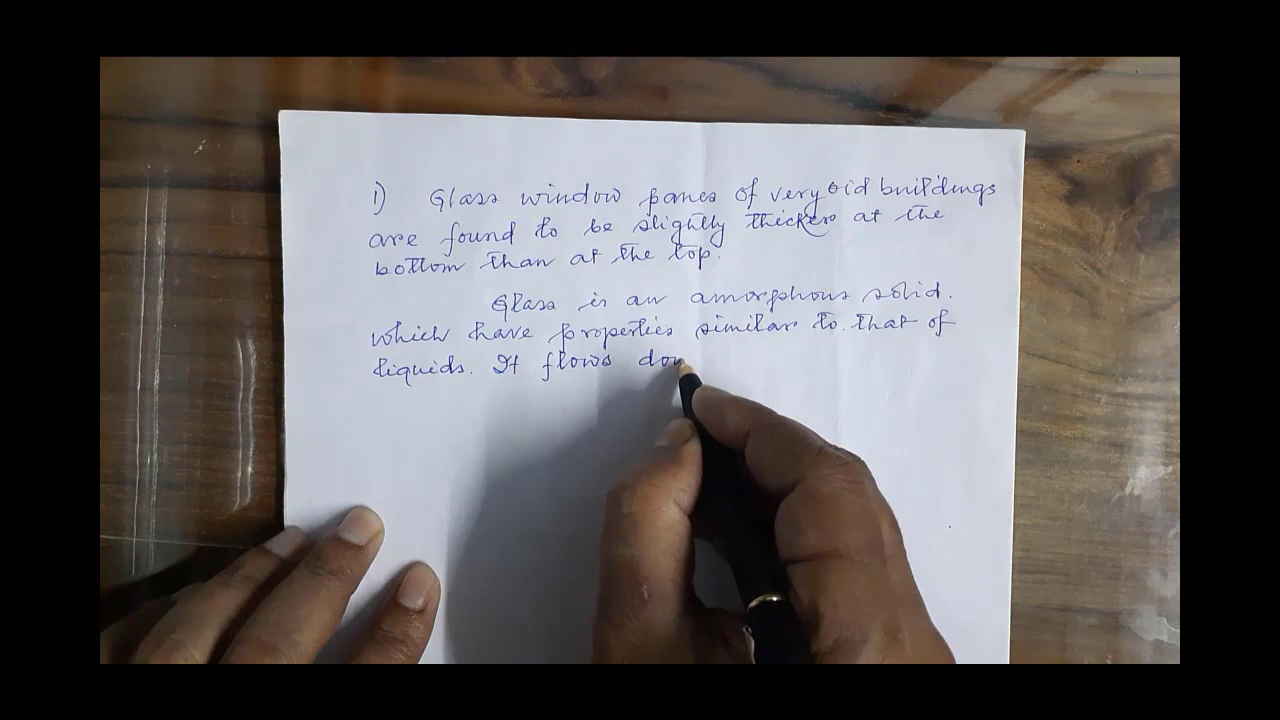 1) Glass window panes of very old buildings
are found to be slightly thicker at the
bottom than at the top.
Glass is an amorphous solid.
which have properties similar to that of
liquids. It flows dow